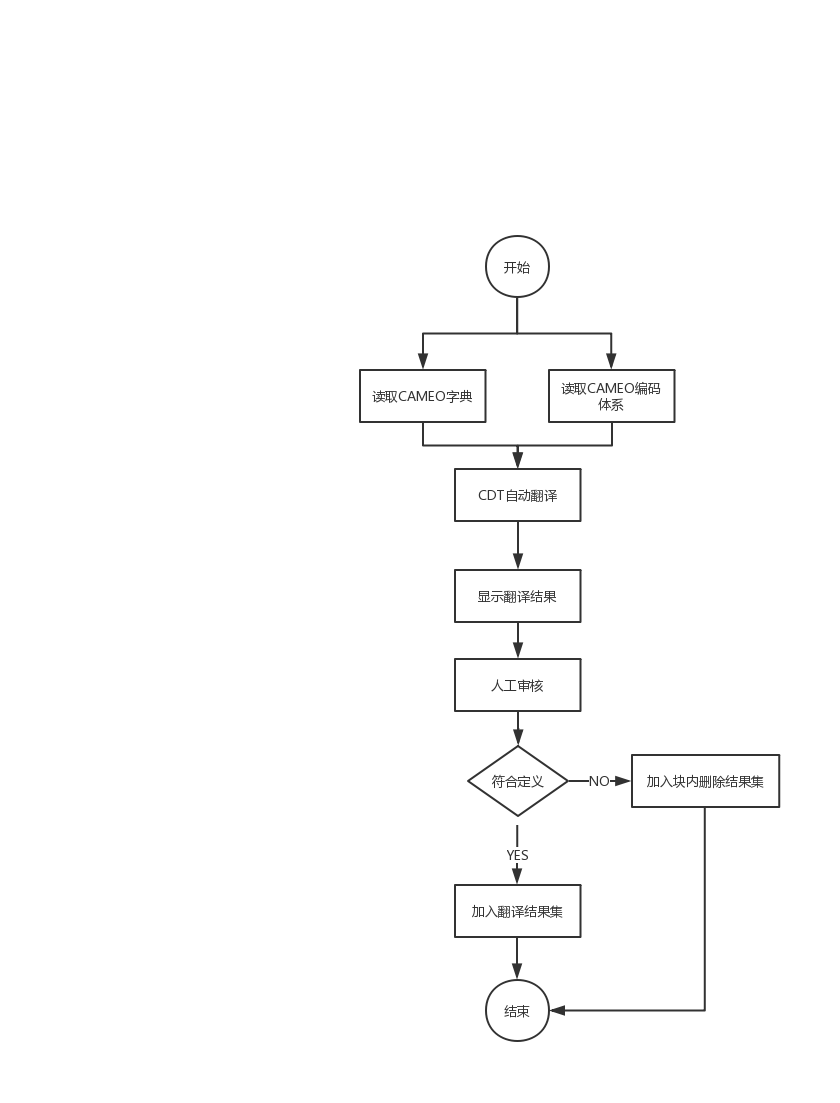 开始
读取CAMEO字典
读取CAMEO编码
体系
CDT自动翻译
显示翻译结果
人工审核
符合定义
NO
加入块内删除结果集
YES
加入翻译结果集
结束